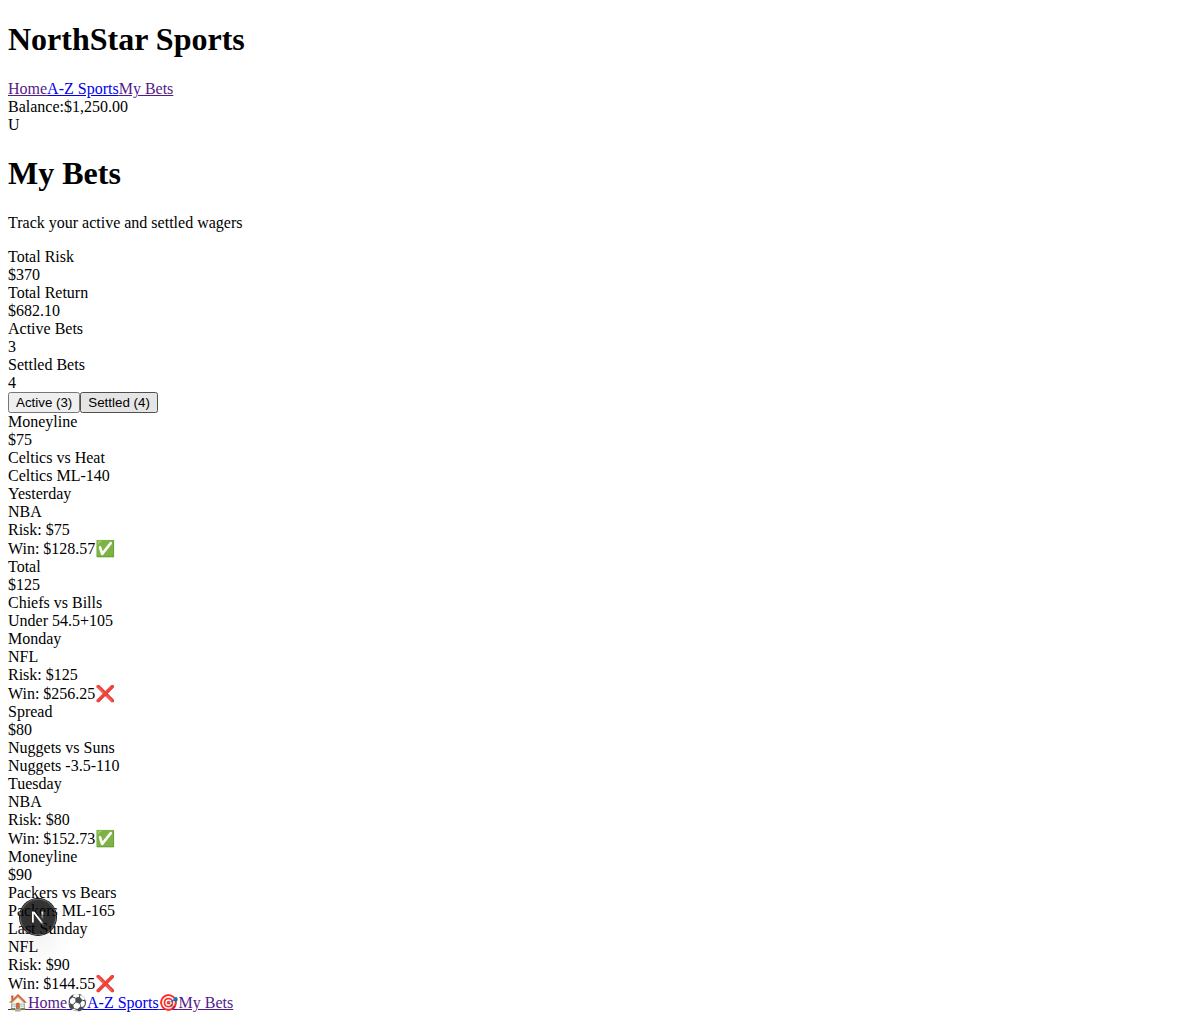 NorthStar Sports
HomeA-Z SportsMy Bets
Balance:$1,250.00
U
My Bets
Track your active and settled wagers
Total Risk
$370
Total Return
$682.10
Active Bets
3
Settled Bets
4
Active (3) Settled (4)
Moneyline
$75
Celtics vs Heat
Celtics ML-140
Yesterday
NBA
Risk: $75
Win: $128.57✅
Total
$125
Chiefs vs Bills
Under 54.5+105
Monday
NFL
Risk: $125
Win: $256.25❌
Spread
$80
Nuggets vs Suns
Nuggets -3.5-110
Tuesday
NBA
Risk: $80
Win: $152.73✅
Moneyline
$90
Packers vs Bears
Packers ML-165
Last Sunday
NFL
Risk: $90
Win: $144.55❌
🏠Home⚽A-Z Sports🎯My Bets